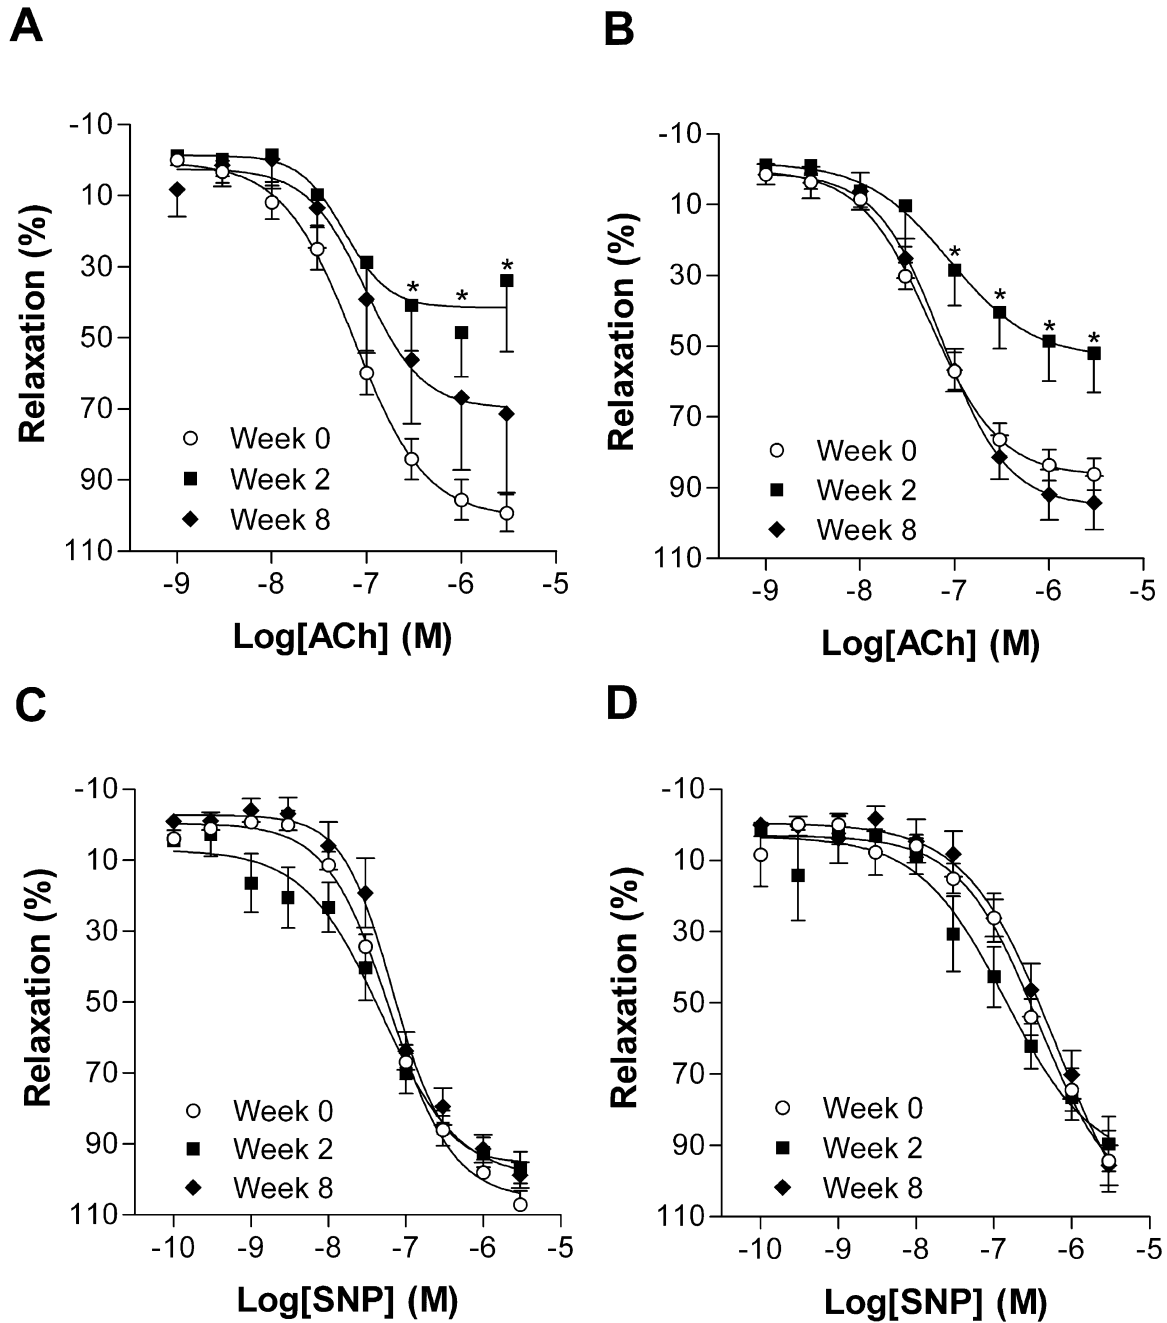 A
-10
10
30
50
70
90
110
Relaxation (%)
* * *
Week 0
Week 2
Week 8
-9 -8 -7 -6 -5
Log[ACh] (M)
B
-10
10
30
50
70
90
110
Relaxation (%)
* * * *
Week 0
Week 2
Week 8
-9 -8 -7 -6 -5
Log[ACh] (M)
C
-10
10
30
50
70
90
110
Relaxation (%)
Week 0
Week 2
Week 8
-10 -9 -8 -7 -6 -5
Log[SNP] (M)
D
-10
10
30
50
70
90
110
Relaxation (%)
Week 0
Week 2
Week 8
-10 -9 -8 -7 -6 -5
Log[SNP] (M)